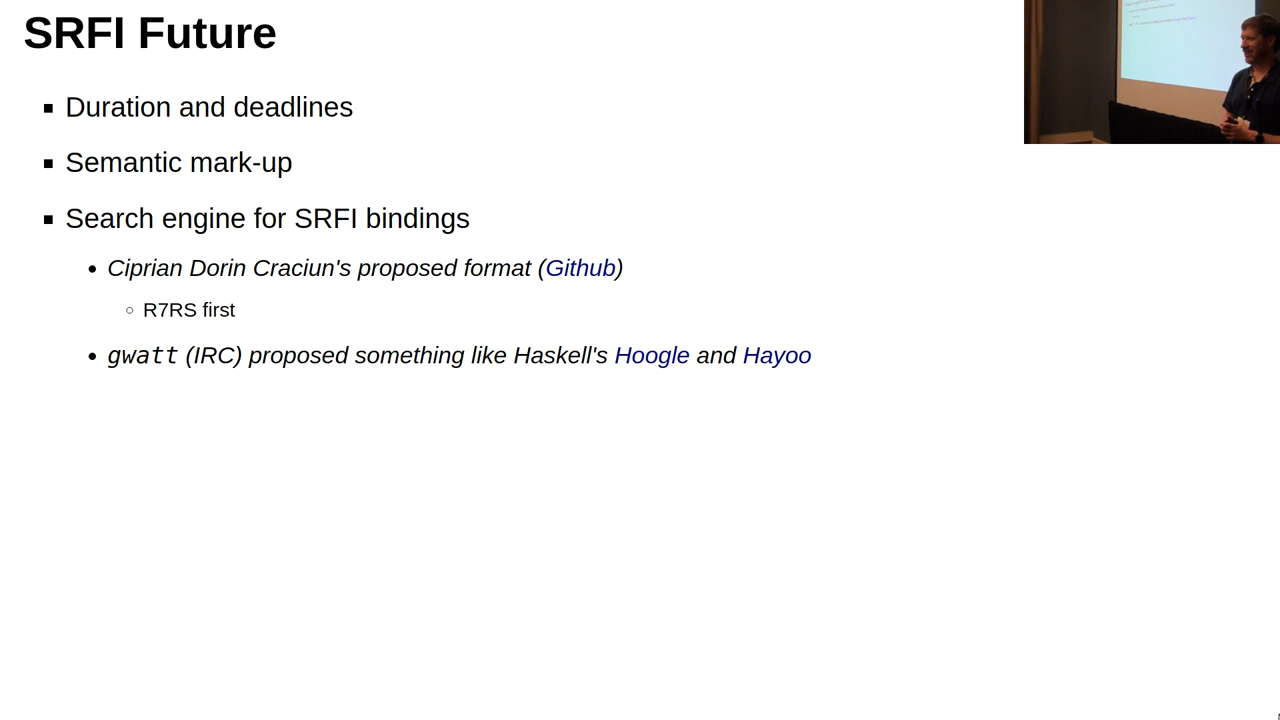 SRFI Future
Duration and deadlines
Semantic mark-up
Search engine for SRFI bindings
Ciprian Dorin Craciun's proposed format (Github)
R7RS first
gwatt (IRC) proposed something like Haskell's Hoogle and Hayoo